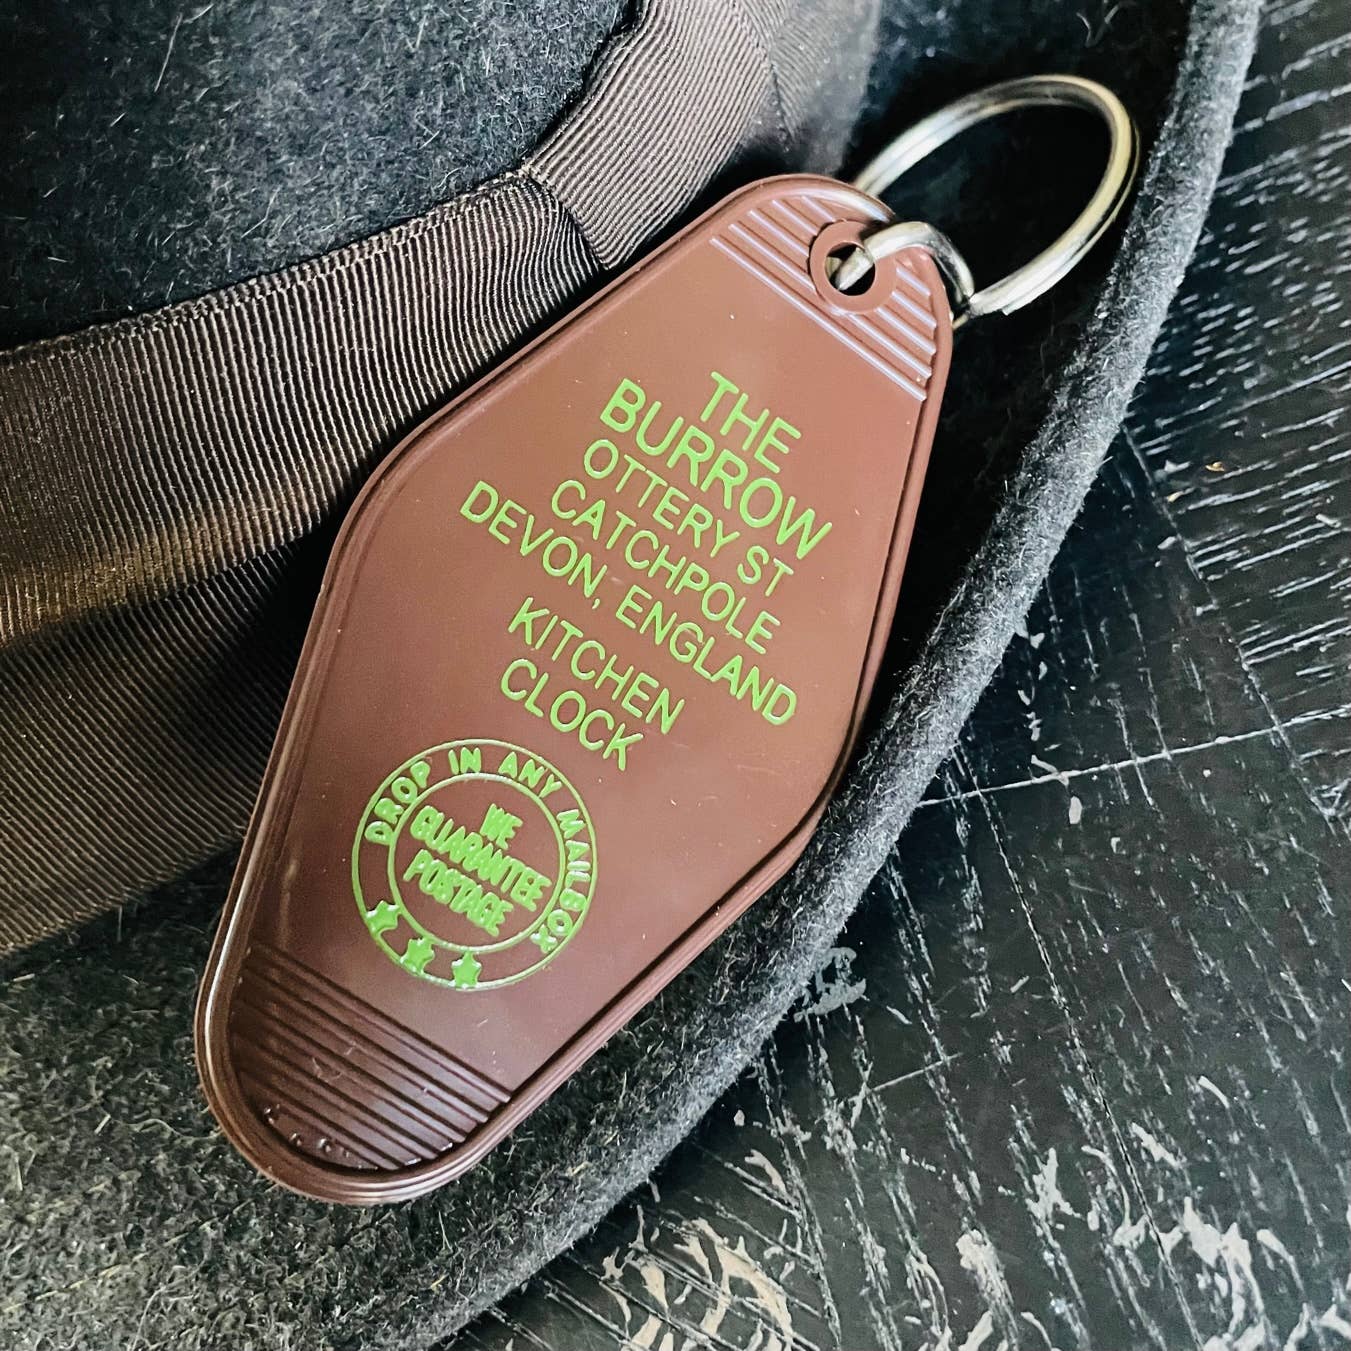 THE
BURROW
OTTERY ST
CATCHPOLE
DEVON, ENGLAND
KITCHEN
CLOCK
DROP IN ANY MAILBOX
WE
GUARANTEE
POSTAGE